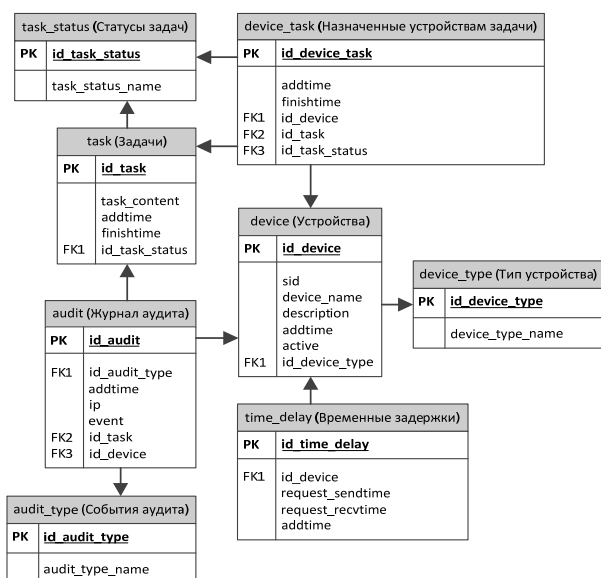 task_status (Статусы задач)
PK id_task_status
task_status_name
device_task (Назначенные устройствам задачи)
PK id_device_task
addtime
finishtime
FK1 id_device
FK2 id_task
FK3 id_task_status
task (Задачи)
PK id_task
task_content
addtime
finishtime
FK1 id_task_status
device (Устройства)
PK id_device
sid
device_name
description
addtime
active
FK1 id_device_type
device_type (Тип устройства)
PK id_device_type
device_type_name
audit (Журнал аудита)
PK id_audit
FK1 id_audit_type
addtime
ip
event
FK2 id_task
FK3 id_device
time_delay (Временные задержки)
PK id_time_delay
FK1 id_device
request_sendtime
request_recvtime
addtime
audit_type (События аудита)
PK id_audit_type
audit_type_name